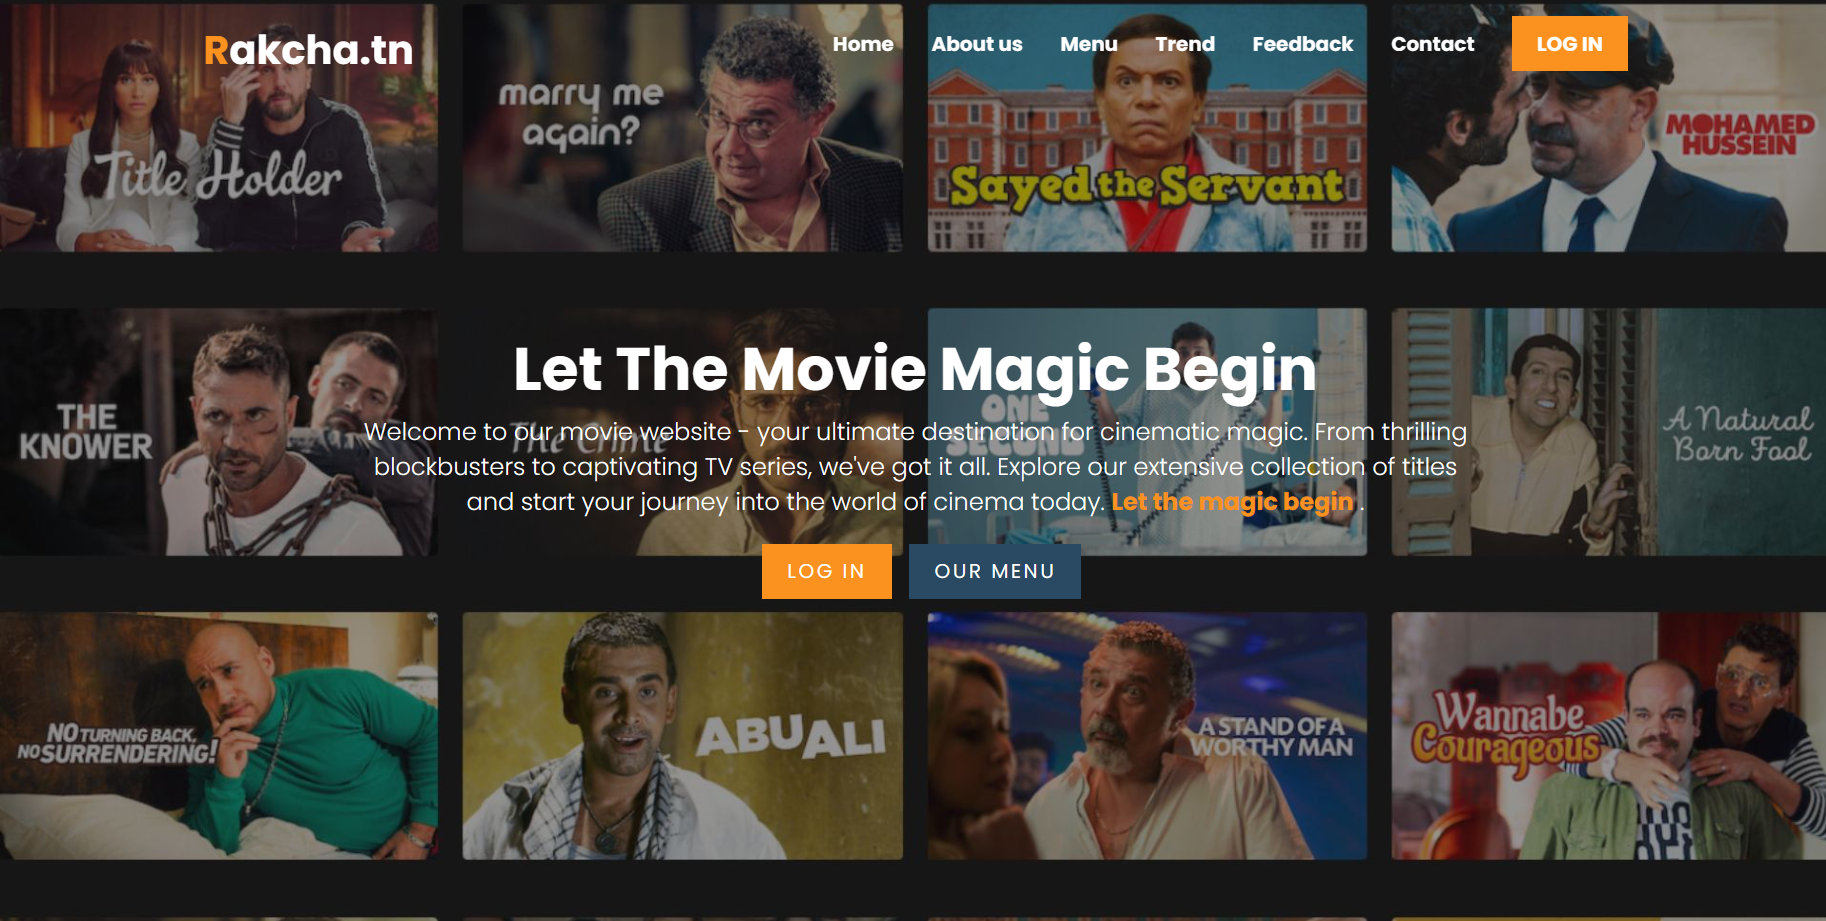 Rakcha.tn
Home About us Menu Trend Feedback Contact LOG IN
Title Holder
marry me
again?
Sayed the Servant
MOHAMED
HUSSEIN
Let The Movie Magic Begin
Welcome to our movie website - your ultimate destination for cinematic magic. From thrilling
blockbusters to captivating TV series, we've got it all. Explore our extensive collection of titles
and start your journey into the world of cinema today. Let the magic begin .
LOG IN OUR MENU
THE
KNOWER
The Crime
ONE
SECOND
A Natural
Born Fool
NO TURNING BACK,
NO SURRENDERING!
ABU ALI
A STAND OF A
WORTHY MAN
Wannabe
Courageous